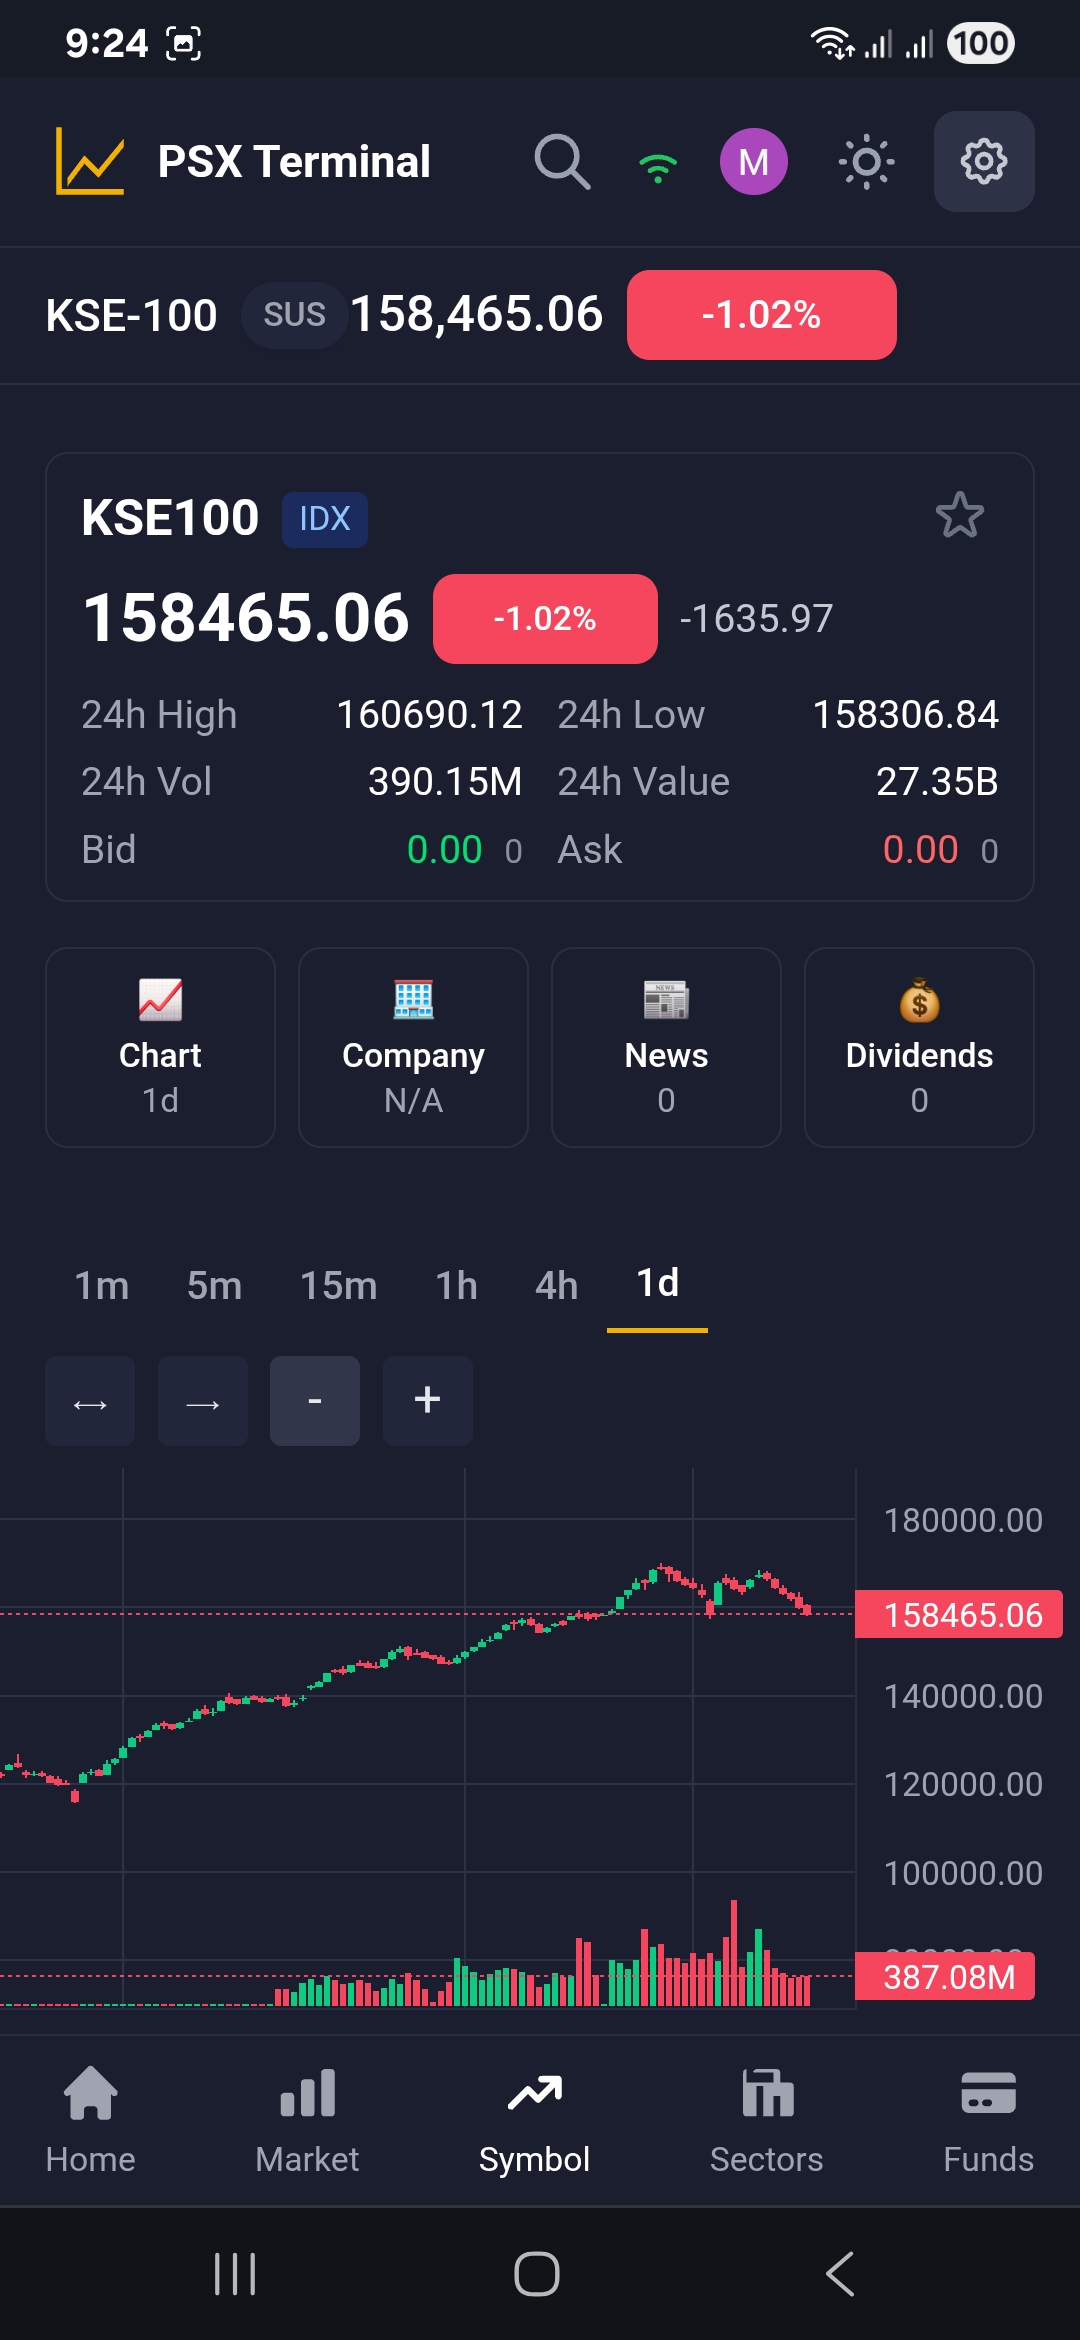 9:24
100
PSX Terminal
M
KSE-100 SUS 158,465.06 -1.02%
KSE100 IDX
158465.06 -1.02% -1635.97
24h High 160690.12 24h Low 158306.84
24h Vol 390.15M 24h Value 27.35B
Bid 0.00 0 Ask 0.00 0
Chart
1d
Company
N/A
News
0
Dividends
0
1m 5m 15m 1h 4h 1d
- +
180000.00
158465.06
140000.00
120000.00
100000.00
387.08M
Home Market Symbol Sectors Funds